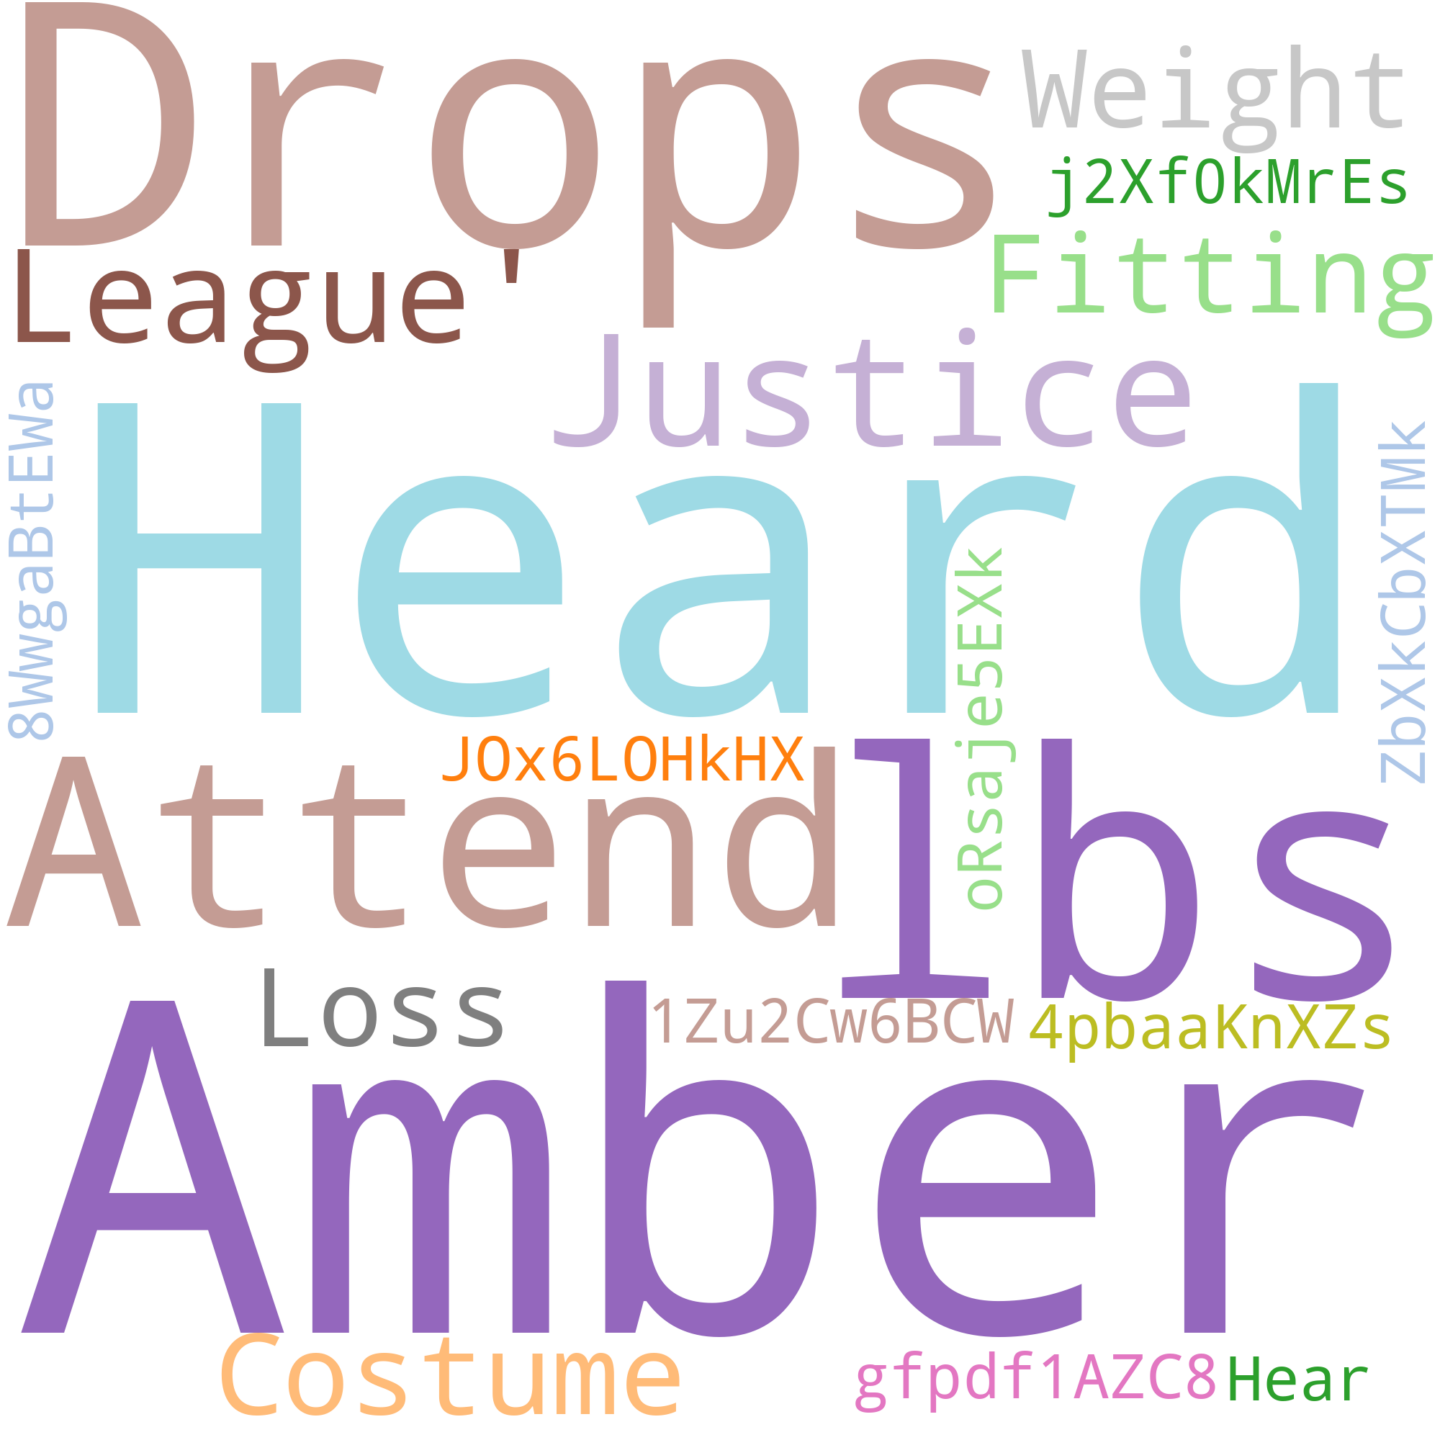 Drops
Weight
j2Xf0kMrEs
League'
Fitting
Justice
8WwgaBtEWa
Heard
ZbXkCbXTMk
oRsaje5EXk
JOx6LOHkHX
Attend
lbs
Loss
1Zu2Cw6BCW
4pbaaKnXZs
Amber
Costume
gfpdf1AZC8
Hear